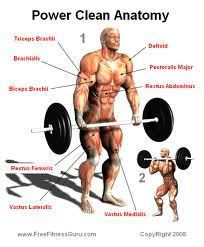 Power Clean Anatomy
Triceps Brachii
1
Deltoid
Brachialis
Pectoralis Major
Biceps Brachii
Rectus Abdominus
Rectus Femoris
2
Vastus Lateralis
Vastus Medialis
www.FreeFitnessGuru.com
CopyRight 2008